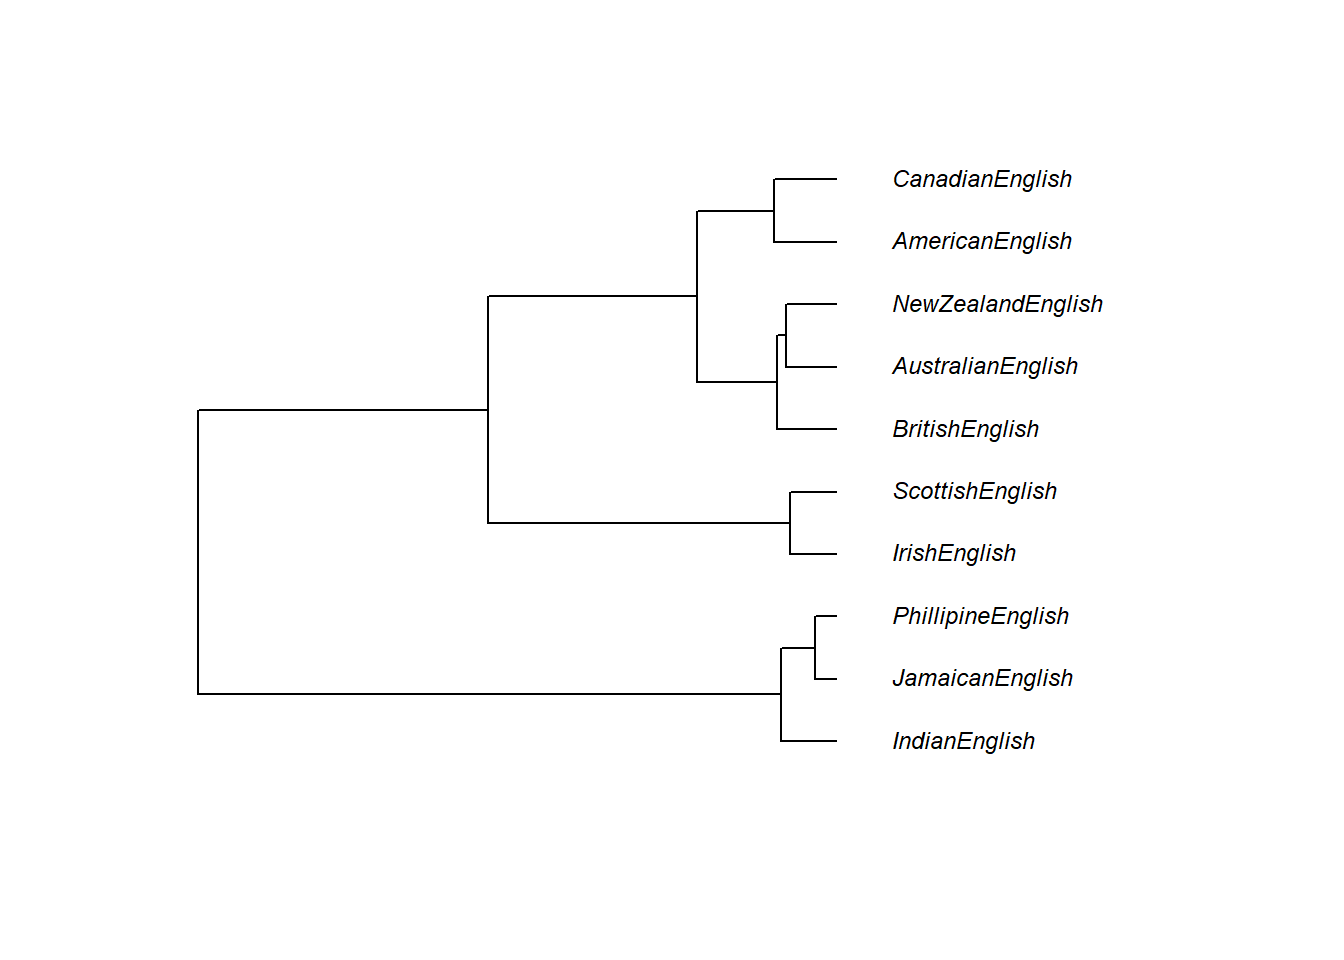 CanadianEnglish
AmericanEnglish
NewZealandEnglish
AustralianEnglish
BritishEnglish
ScottishEnglish
IrishEnglish
PhillipineEnglish
JamaicanEnglish
IndianEnglish